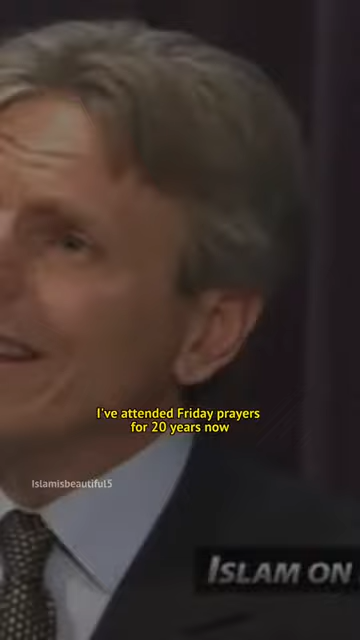 I've attended Friday prayers
for 20 years now
Islamisbeautiful5
ISLAM ON